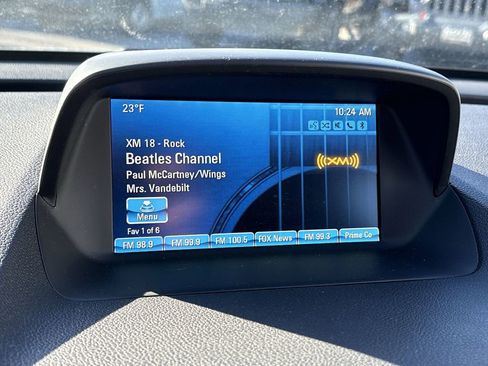 23°F 10:24 AM
XM 18 - Rock
Beatles Channel
((XM))
Paul McCartney/Wings
Mrs. Vandebilt
Menu
Fav 1 of 6
FM 98.9 FM 99.9 FM 100.5 FOX News FM 99.3 Prime Co